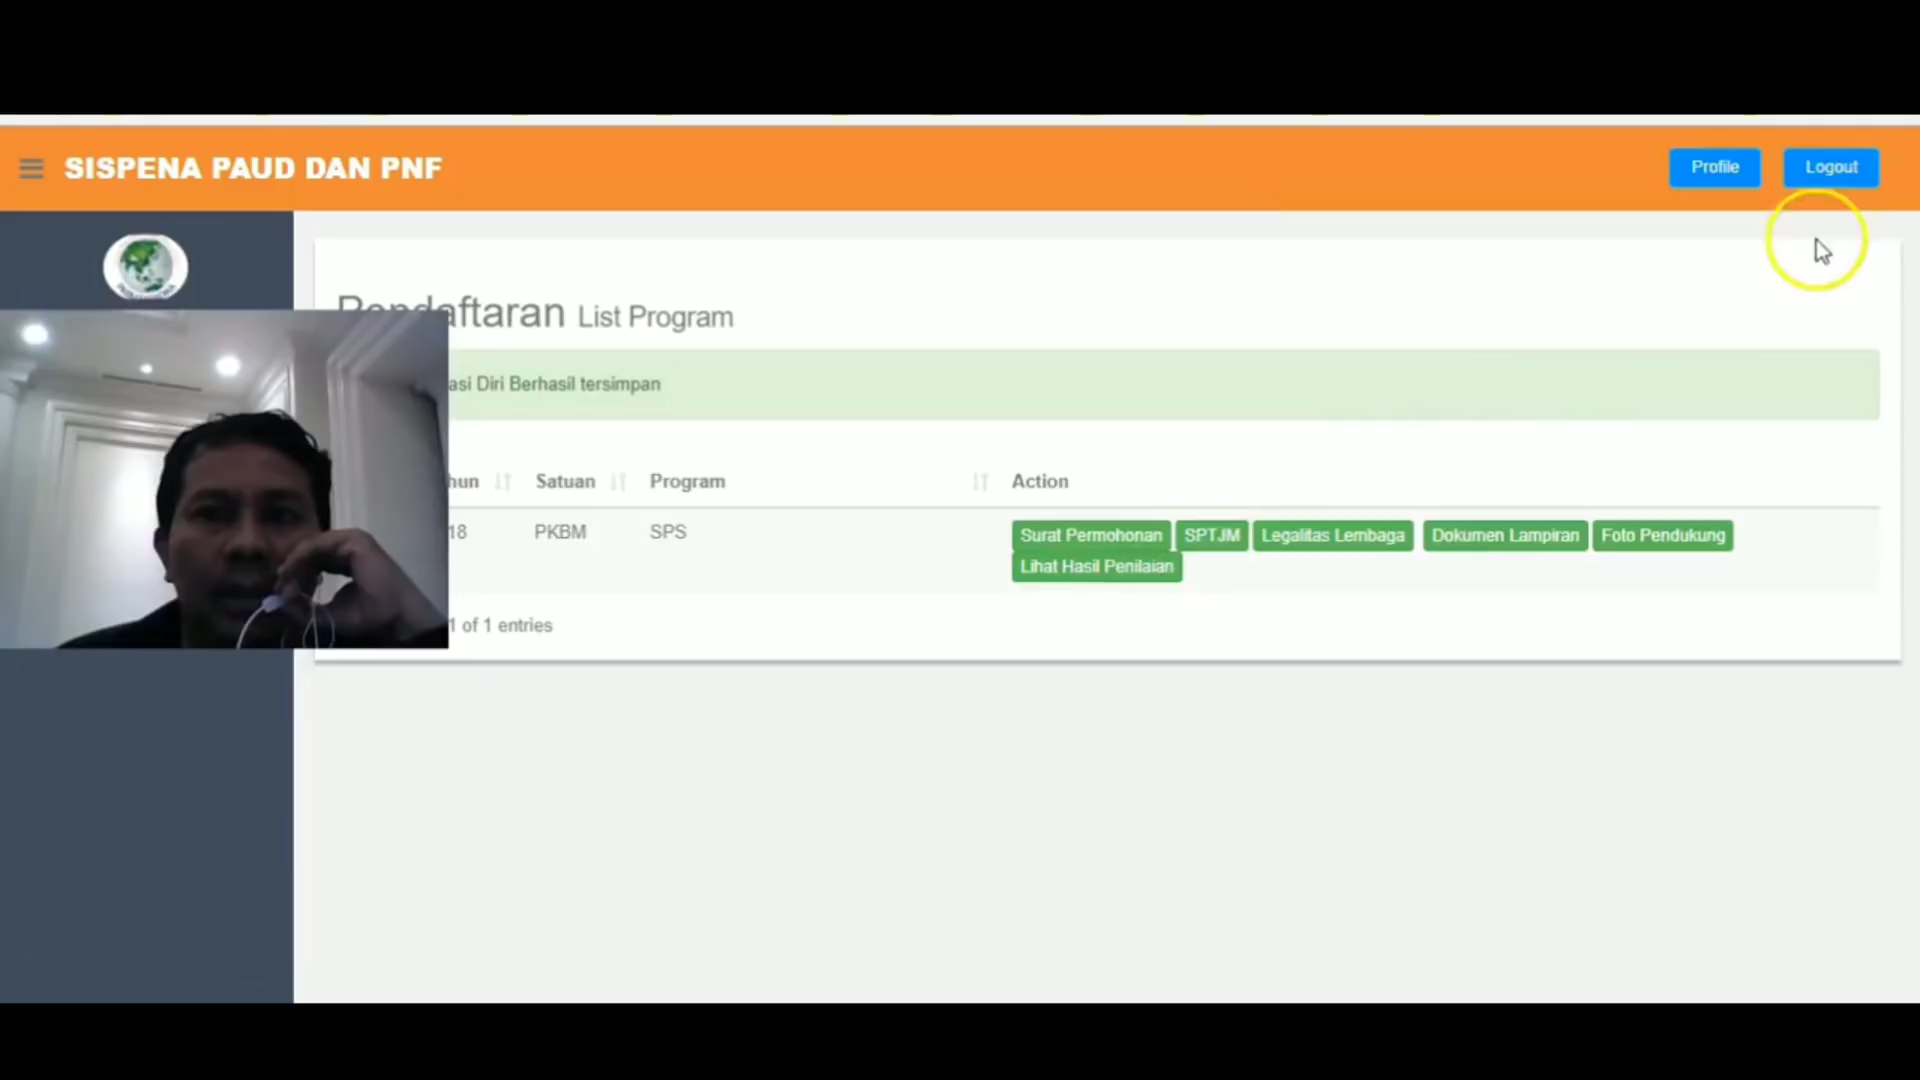 SISPENA PAUD DAN PNF
Profile
Logout
Pendaftaran List Program
asi Diri Berhasil tersimpan
hun Satuan Program Action
18 PKBM SPS Surat Permohonan SPTJM Legalitas Lembaga Dokumen Lampiran Foto Pendukung
Lihat Hasil Penilaian
1 of 1 entries